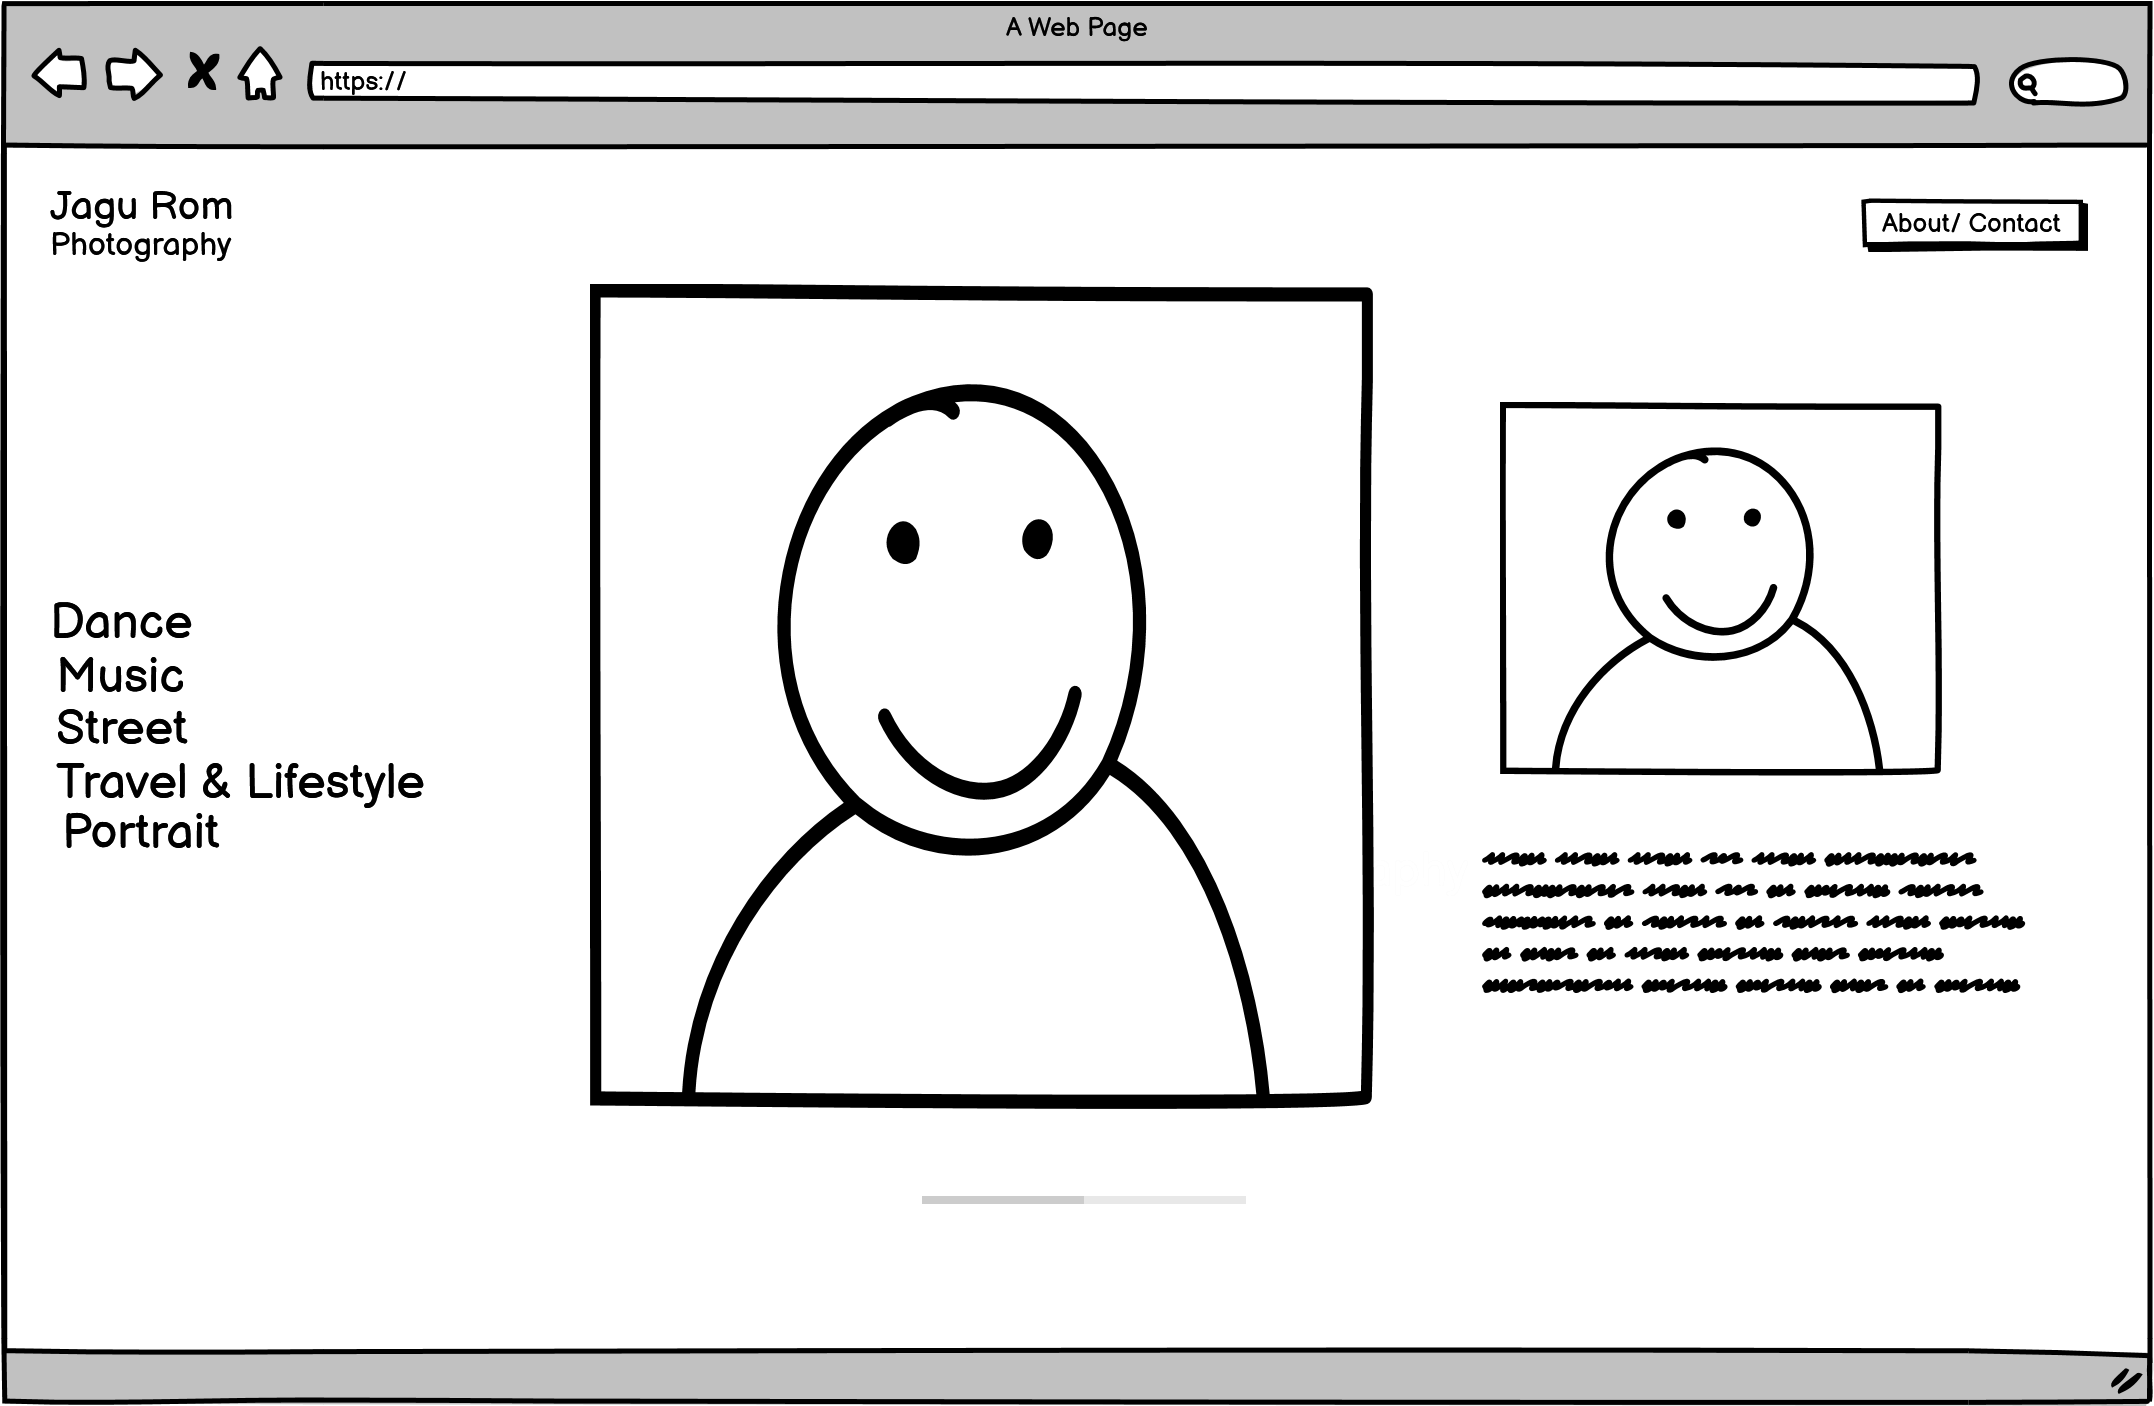 A Web Page
https://
Jagu Rom
Photography
About/ Contact
Dance
Music
Street
Travel & Lifestyle
Portrait